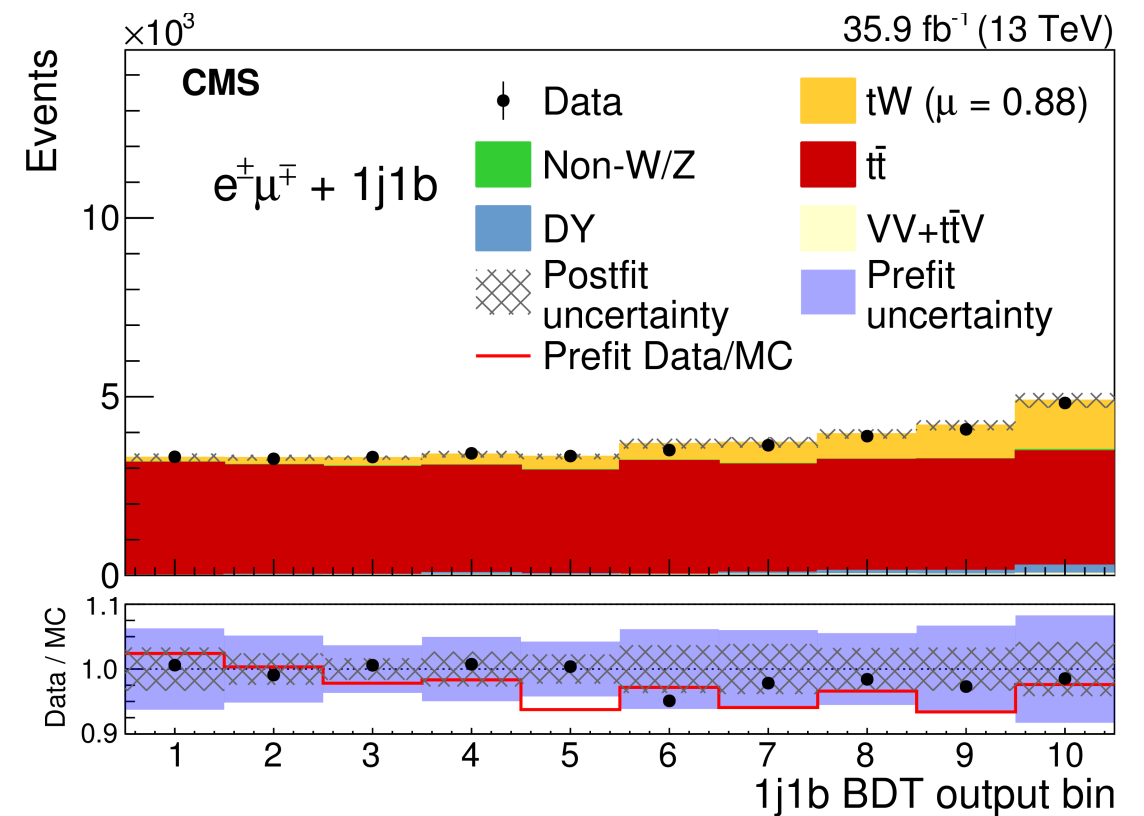 ×10³
35.9 fb⁻¹ (13 TeV)
Events
CMS
e±μ∓ + 1j1b
Data
tW (μ = 0.88)
Non-W/Z
tt̄
DY
VV+tt̄V
Postfit uncertainty
Prefit uncertainty
Prefit Data/MC
10
5
0
Data / MC
1.1
1.0
0.9
1 2 3 4 5 6 7 8 9 10
1j1b BDT output bin